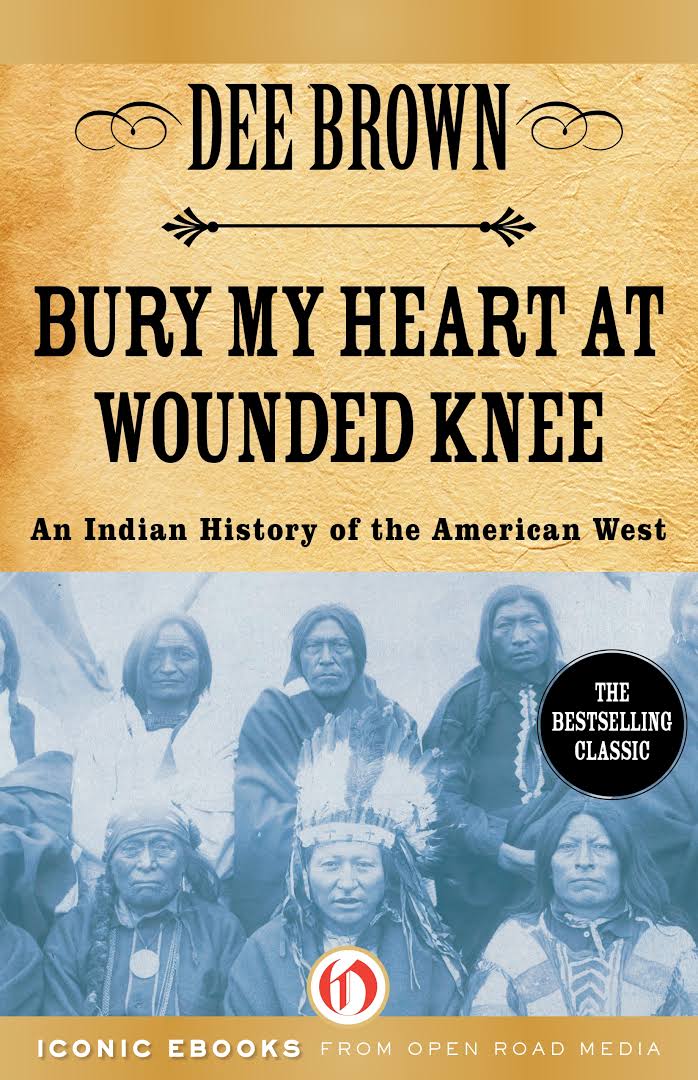 DEE BROWN
BURY MY HEART AT
WOUNDED KNEE
An Indian History of the American West
THE
BESTSELLING
CLASSIC
ICONIC EBOOKS FROM OPEN ROAD MEDIA